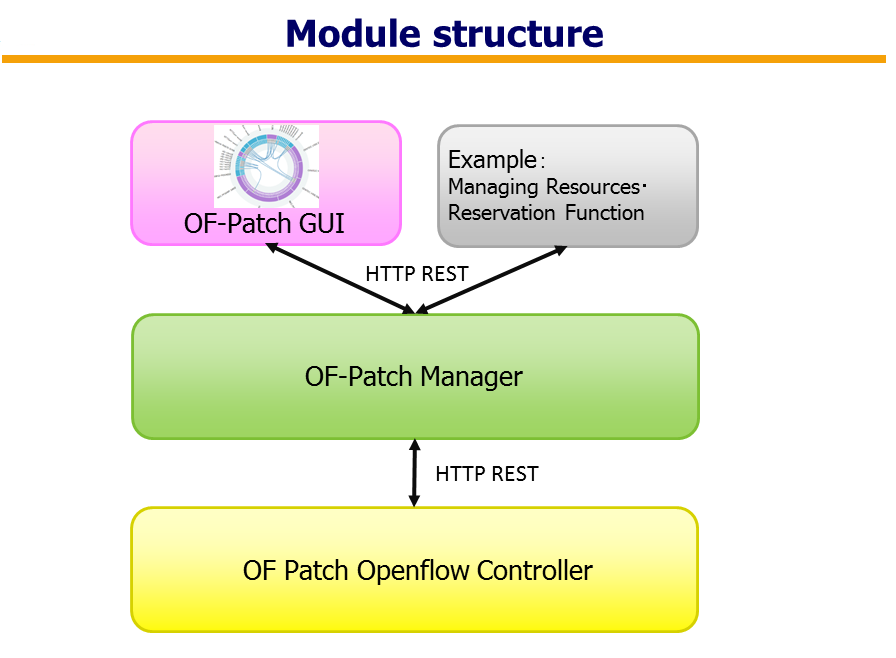 Module structure
OF-Patch GUI
Example：
Managing Resources・
Reservation Function
HTTP REST
OF-Patch Manager
HTTP REST
OF Patch Openflow Controller